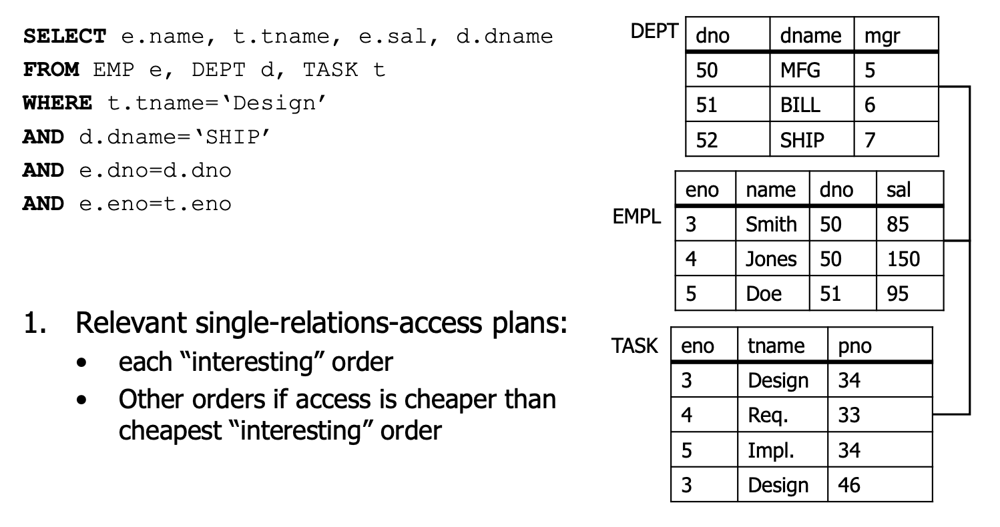 SELECT e.name, t.tname, e.sal, d.dname
FROM EMP e, DEPT d, TASK t
WHERE t.tname=‘Design’
AND d.dname=‘SHIP’
AND e.dno=d.dno
AND e.eno=t.eno
1. Relevant single-relations-access plans:
• each “interesting” order
• Other orders if access is cheaper than
cheapest “interesting” order
DEPT
dno dname mgr
50 MFG 5
51 BILL 6
52 SHIP 7
EMPL
eno name dno sal
3 Smith 50 85
4 Jones 50 150
5 Doe 51 95
TASK
eno tname pno
3 Design 34
4 Req. 33
5 Impl. 34
3 Design 46